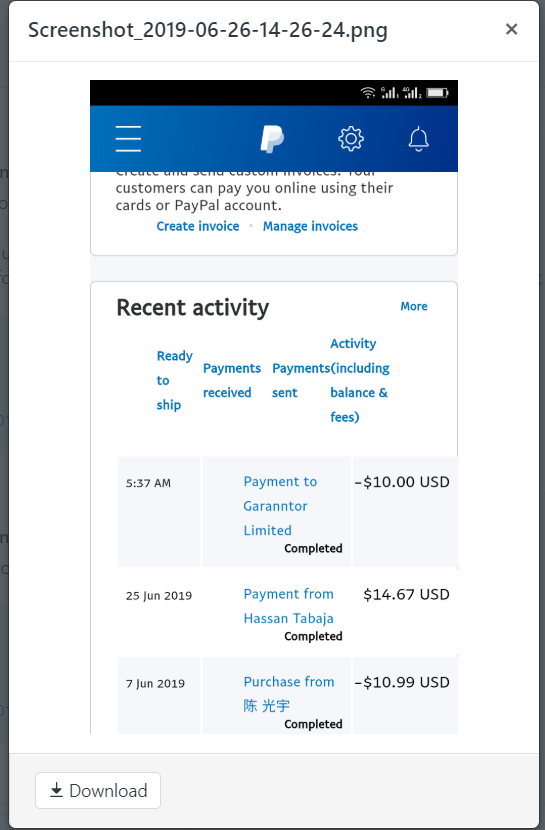 Screenshot_2019-06-26-14-26-24.png
×
Create and send custom invoices. Your
customers can pay you online using their
cards or PayPal account.
Create invoice
Manage invoices
Recent activity
More
Ready
to
ship
Payments
received
Payments
sent
Activity
(including
balance &
fees)
5:37 AM
Payment to
Garanntor
Limited
Completed
-$10.00 USD
25 Jun 2019
Payment from
Hassan Tabaja
Completed
$14.67 USD
7 Jun 2019
Purchase from
陈 光宇
Completed
-$10.99 USD
Download